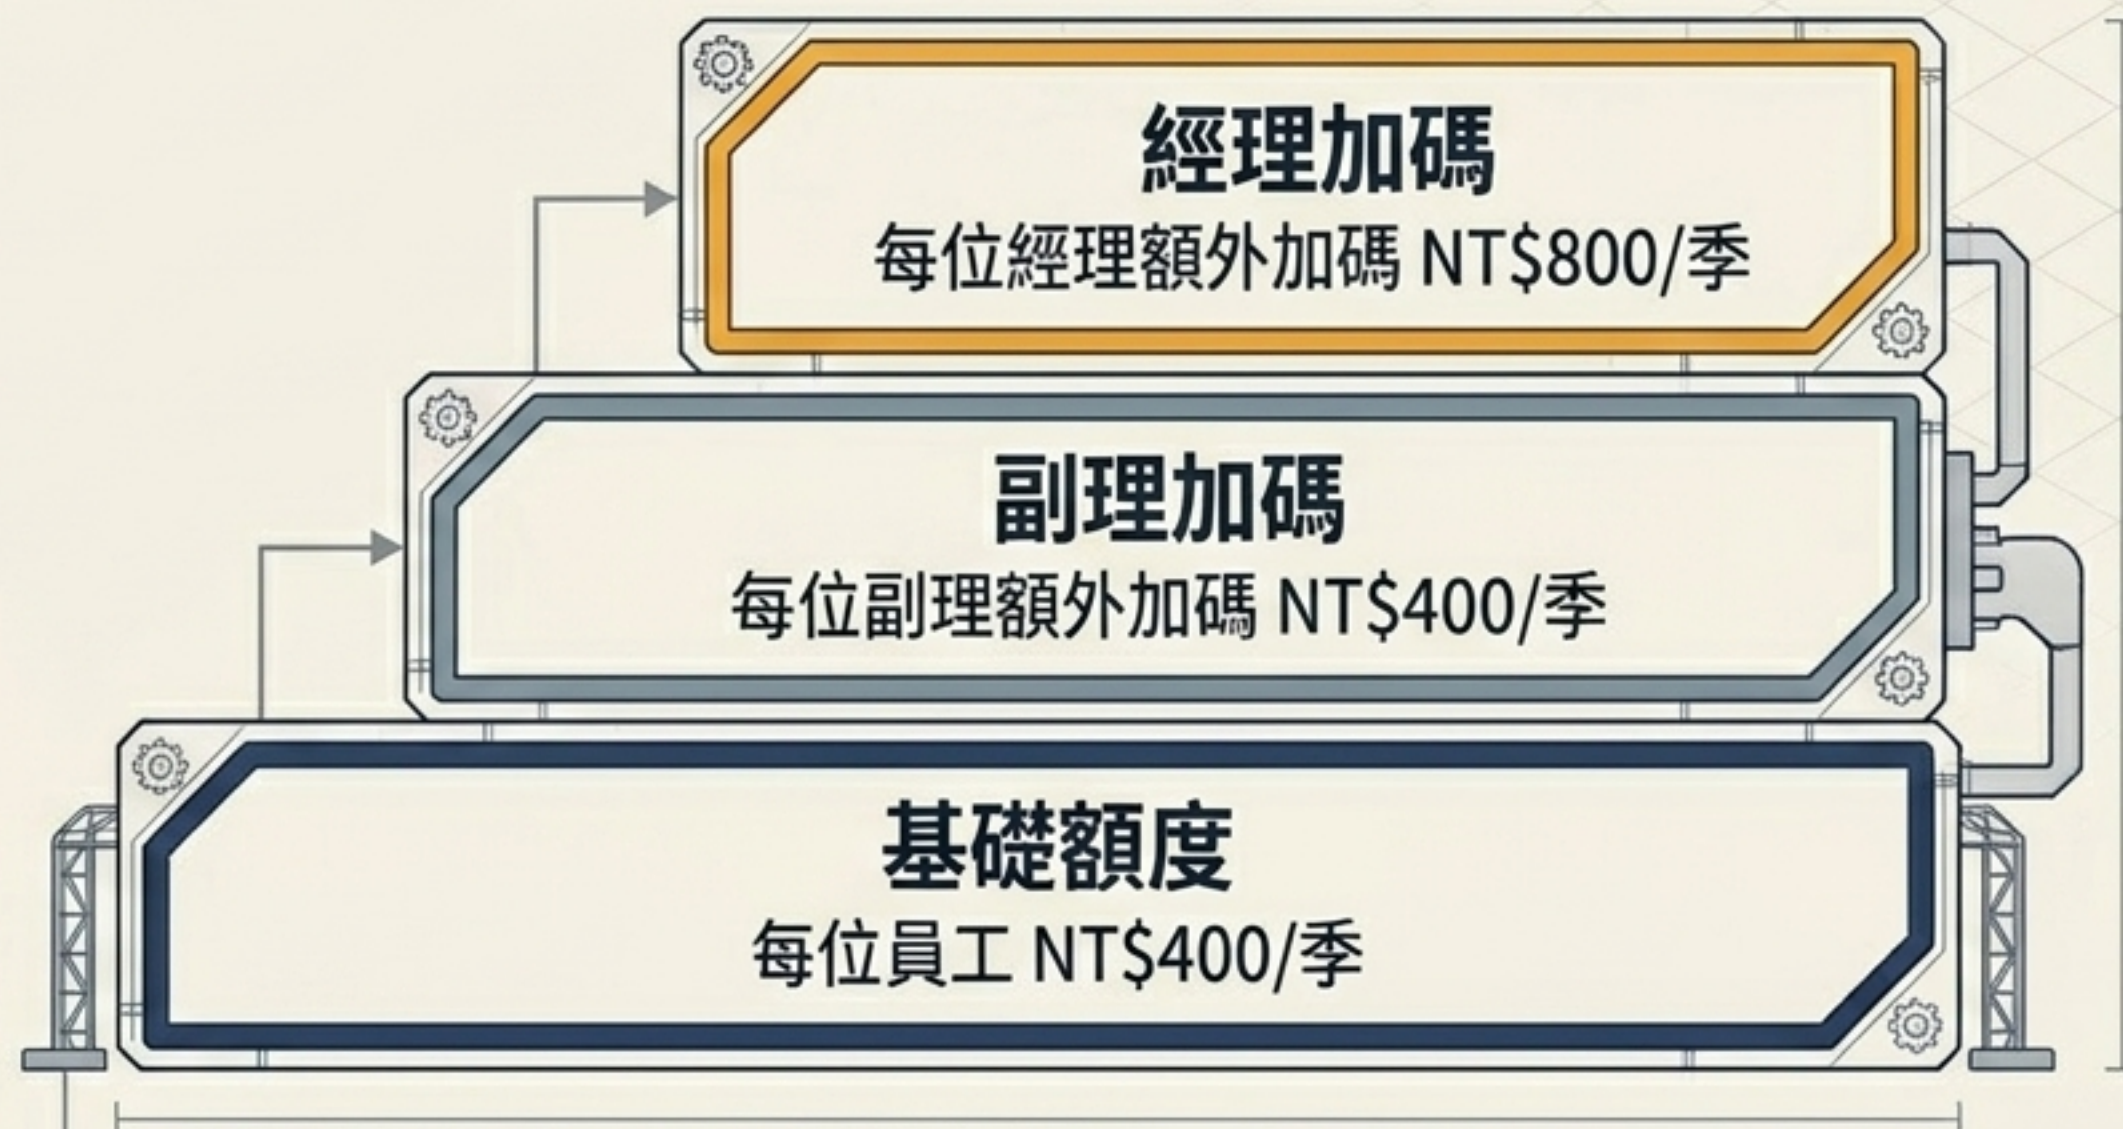 經理加碼
每位經理額外加碼 NT$800/季
副理加碼
每位副理額外加碼 NT$400/季
基礎額度
每位員工 NT$400/季